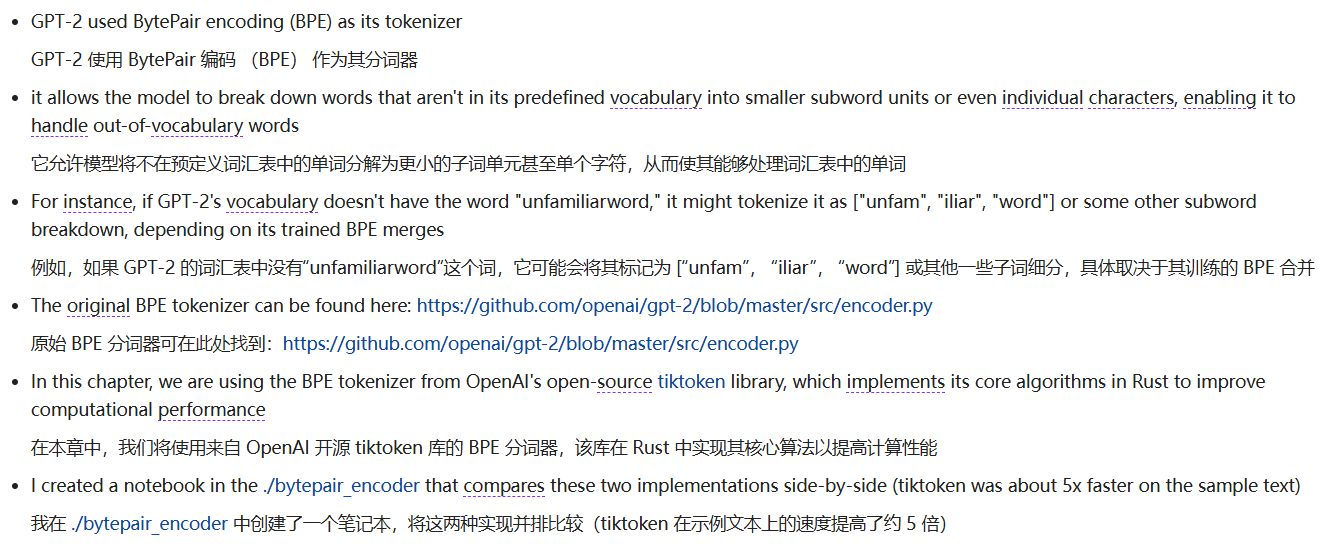 • GPT-2 used BytePair encoding (BPE) as its tokenizer
GPT-2 使用 BytePair 编码 （BPE） 作为其分词器
• it allows the model to break down words that aren't in its predefined vocabulary into smaller subword units or even individual characters, enabling it to
handle out-of-vocabulary words
它允许模型将不在预定义词汇表中的单词分解为更小的子词单元甚至单个字符，从而使其能够处理词汇表中的单词
• For instance, if GPT-2's vocabulary doesn't have the word "unfamiliarword," it might tokenize it as ["unfam", "iliar", "word"] or some other subword
breakdown, depending on its trained BPE merges
例如，如果 GPT-2 的词汇表中没有“unfamiliarword”这个词，它可能会将其标记为 [“unfam”， “iliar”， “word”] 或其他一些子词细分，具体取决于其训练的 BPE 合并
• The original BPE tokenizer can be found here: https://github.com/openai/gpt-2/blob/master/src/encoder.py
原始 BPE 分词器可在此处找到：https://github.com/openai/gpt-2/blob/master/src/encoder.py
• In this chapter, we are using the BPE tokenizer from OpenAI's open-source tiktoken library, which implements its core algorithms in Rust to improve
computational performance
在本章中，我们将使用来自 OpenAI 开源 tiktoken 库的 BPE 分词器，该库在 Rust 中实现其核心算法以提高计算性能
• I created a notebook in the ./bytepair_encoder that compares these two implementations side-by-side (tiktoken was about 5x faster on the sample text)
我在 ./bytepair_encoder 中创建了一个笔记本，将这两种实现并排比较（tiktoken 在示例文本上的速度提高了约 5 倍）